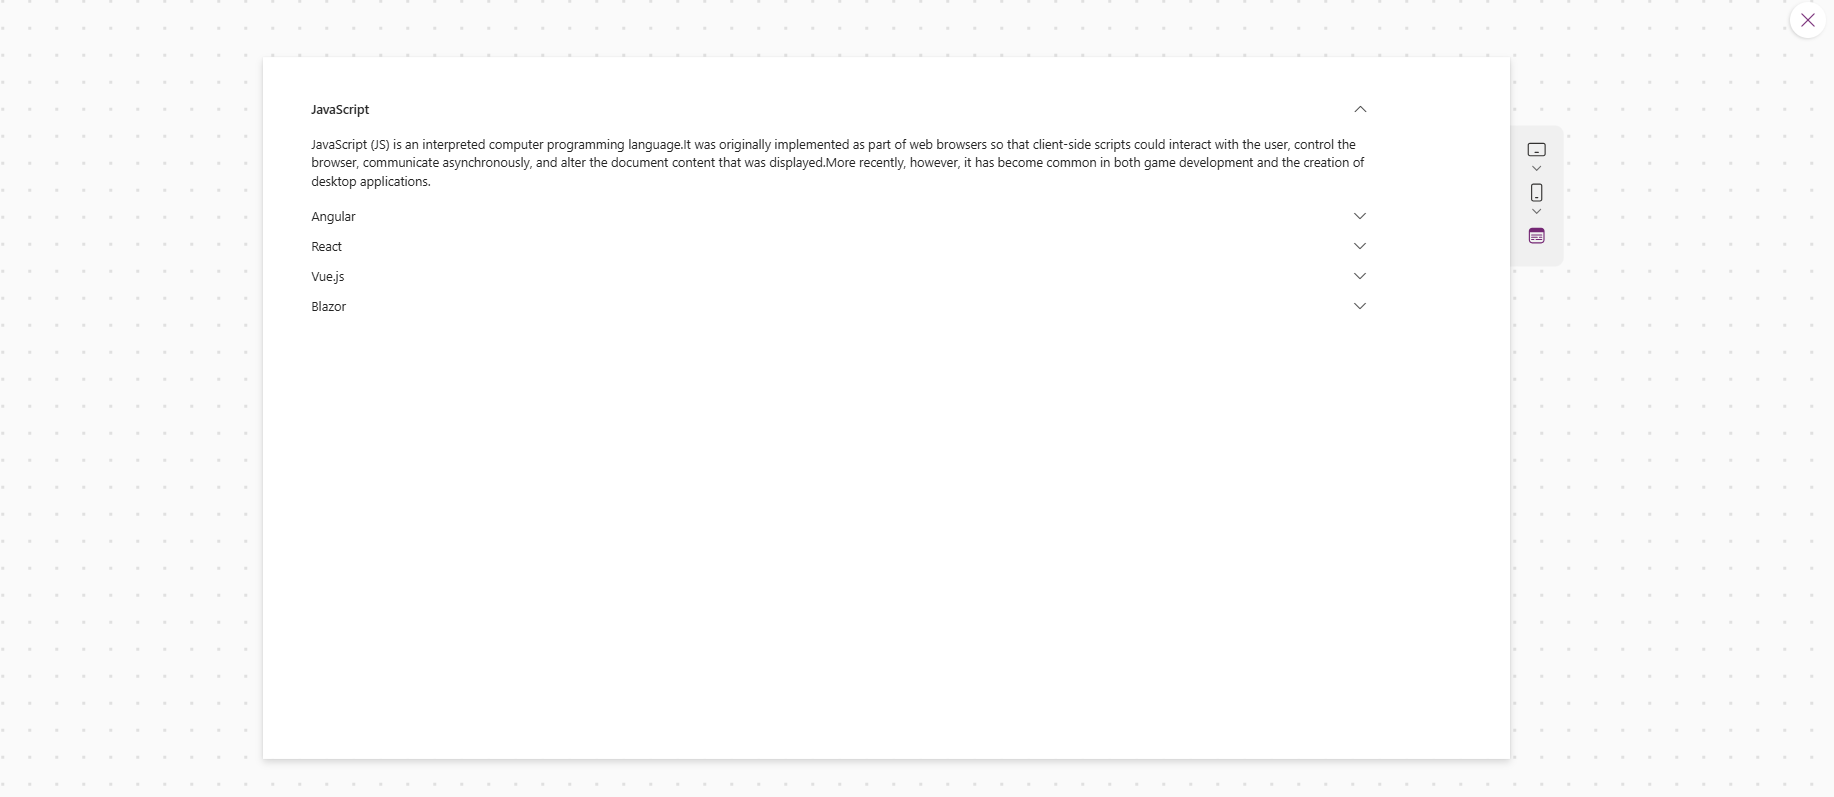 JavaScript
JavaScript (JS) is an interpreted computer programming language.It was originally implemented as part of web browsers so that client-side scripts could interact with the user, control the
browser, communicate asynchronously, and alter the document content that was displayed.More recently, however, it has become common in both game development and the creation of
desktop applications.
Angular
React
Vue.js
Blazor